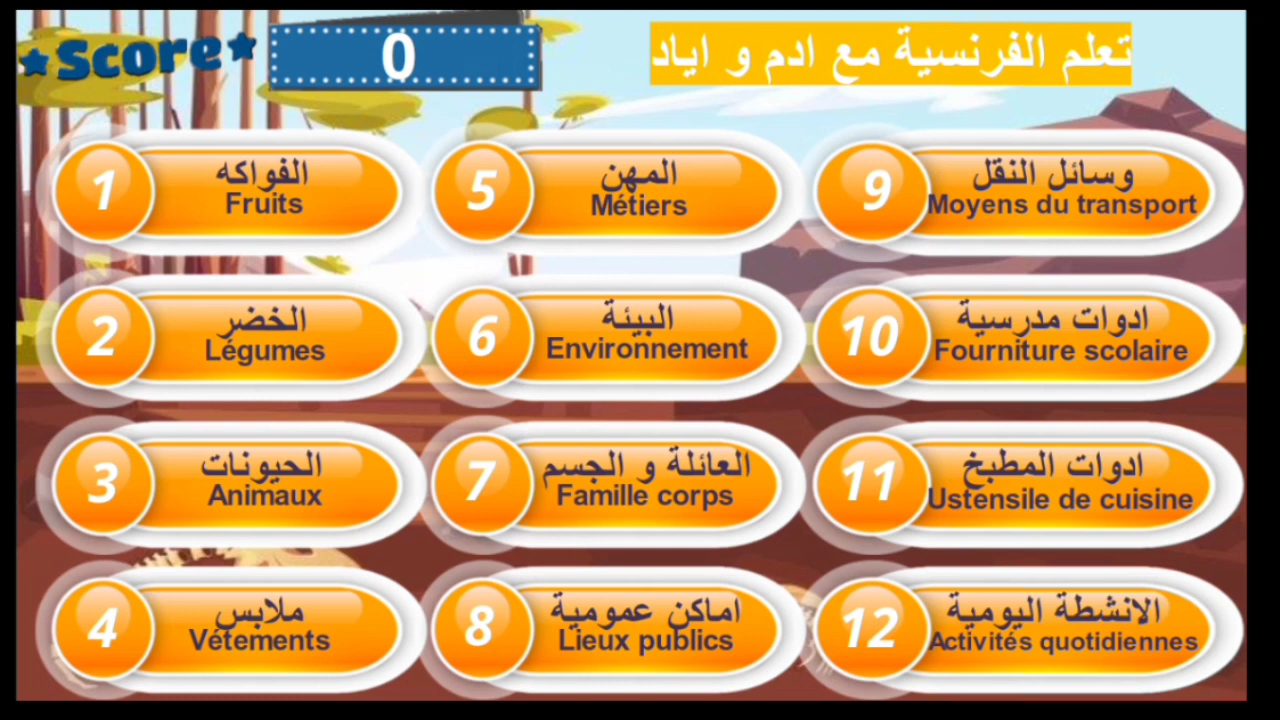 Score
0
تعلم الفرنسية مع ادم و اياد
1
الفواكه
Fruits
2
الخضر
Légumes
3
الحيونات
Animaux
4
ملابس
Vétements
5
المهن
Métiers
6
البيئة
Environnement
7
العائلة و الجسم
Famille corps
8
اماكن عمومية
Lieux publics
9
وسائل النقل
Moyens du transport
10
ادوات مدرسية
Fourniture scolaire
11
ادوات المطبخ
Ustensile de cuisine
12
الانشطة اليومية
Activités quotidiennes